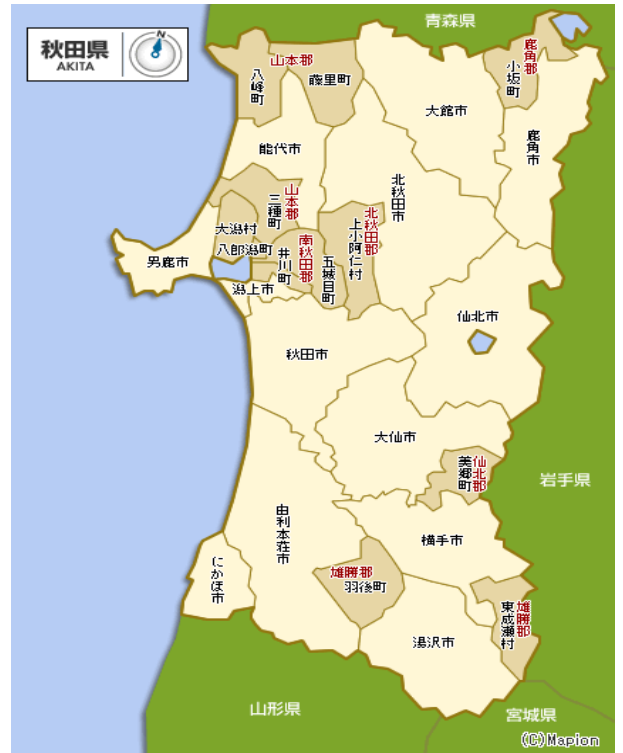 青森県
秋田県
AKITA
N
山本郡
八峰町
藤里町
鹿角郡
小坂町
大館市
鹿角市
能代市
北秋田市
山本郡
三種町
大潟村
八郎潟町
南秋田郡
井川町
五城目町
北秋田郡
上小阿仁村
男鹿市
潟上市
仙北市
秋田市
大仙市
仙北郡
美郷町
岩手県
由利本荘市
横手市
にかほ市
雄勝郡
羽後町
雄勝郡
東成瀬村
湯沢市
山形県
宮城県
(C)Mapion